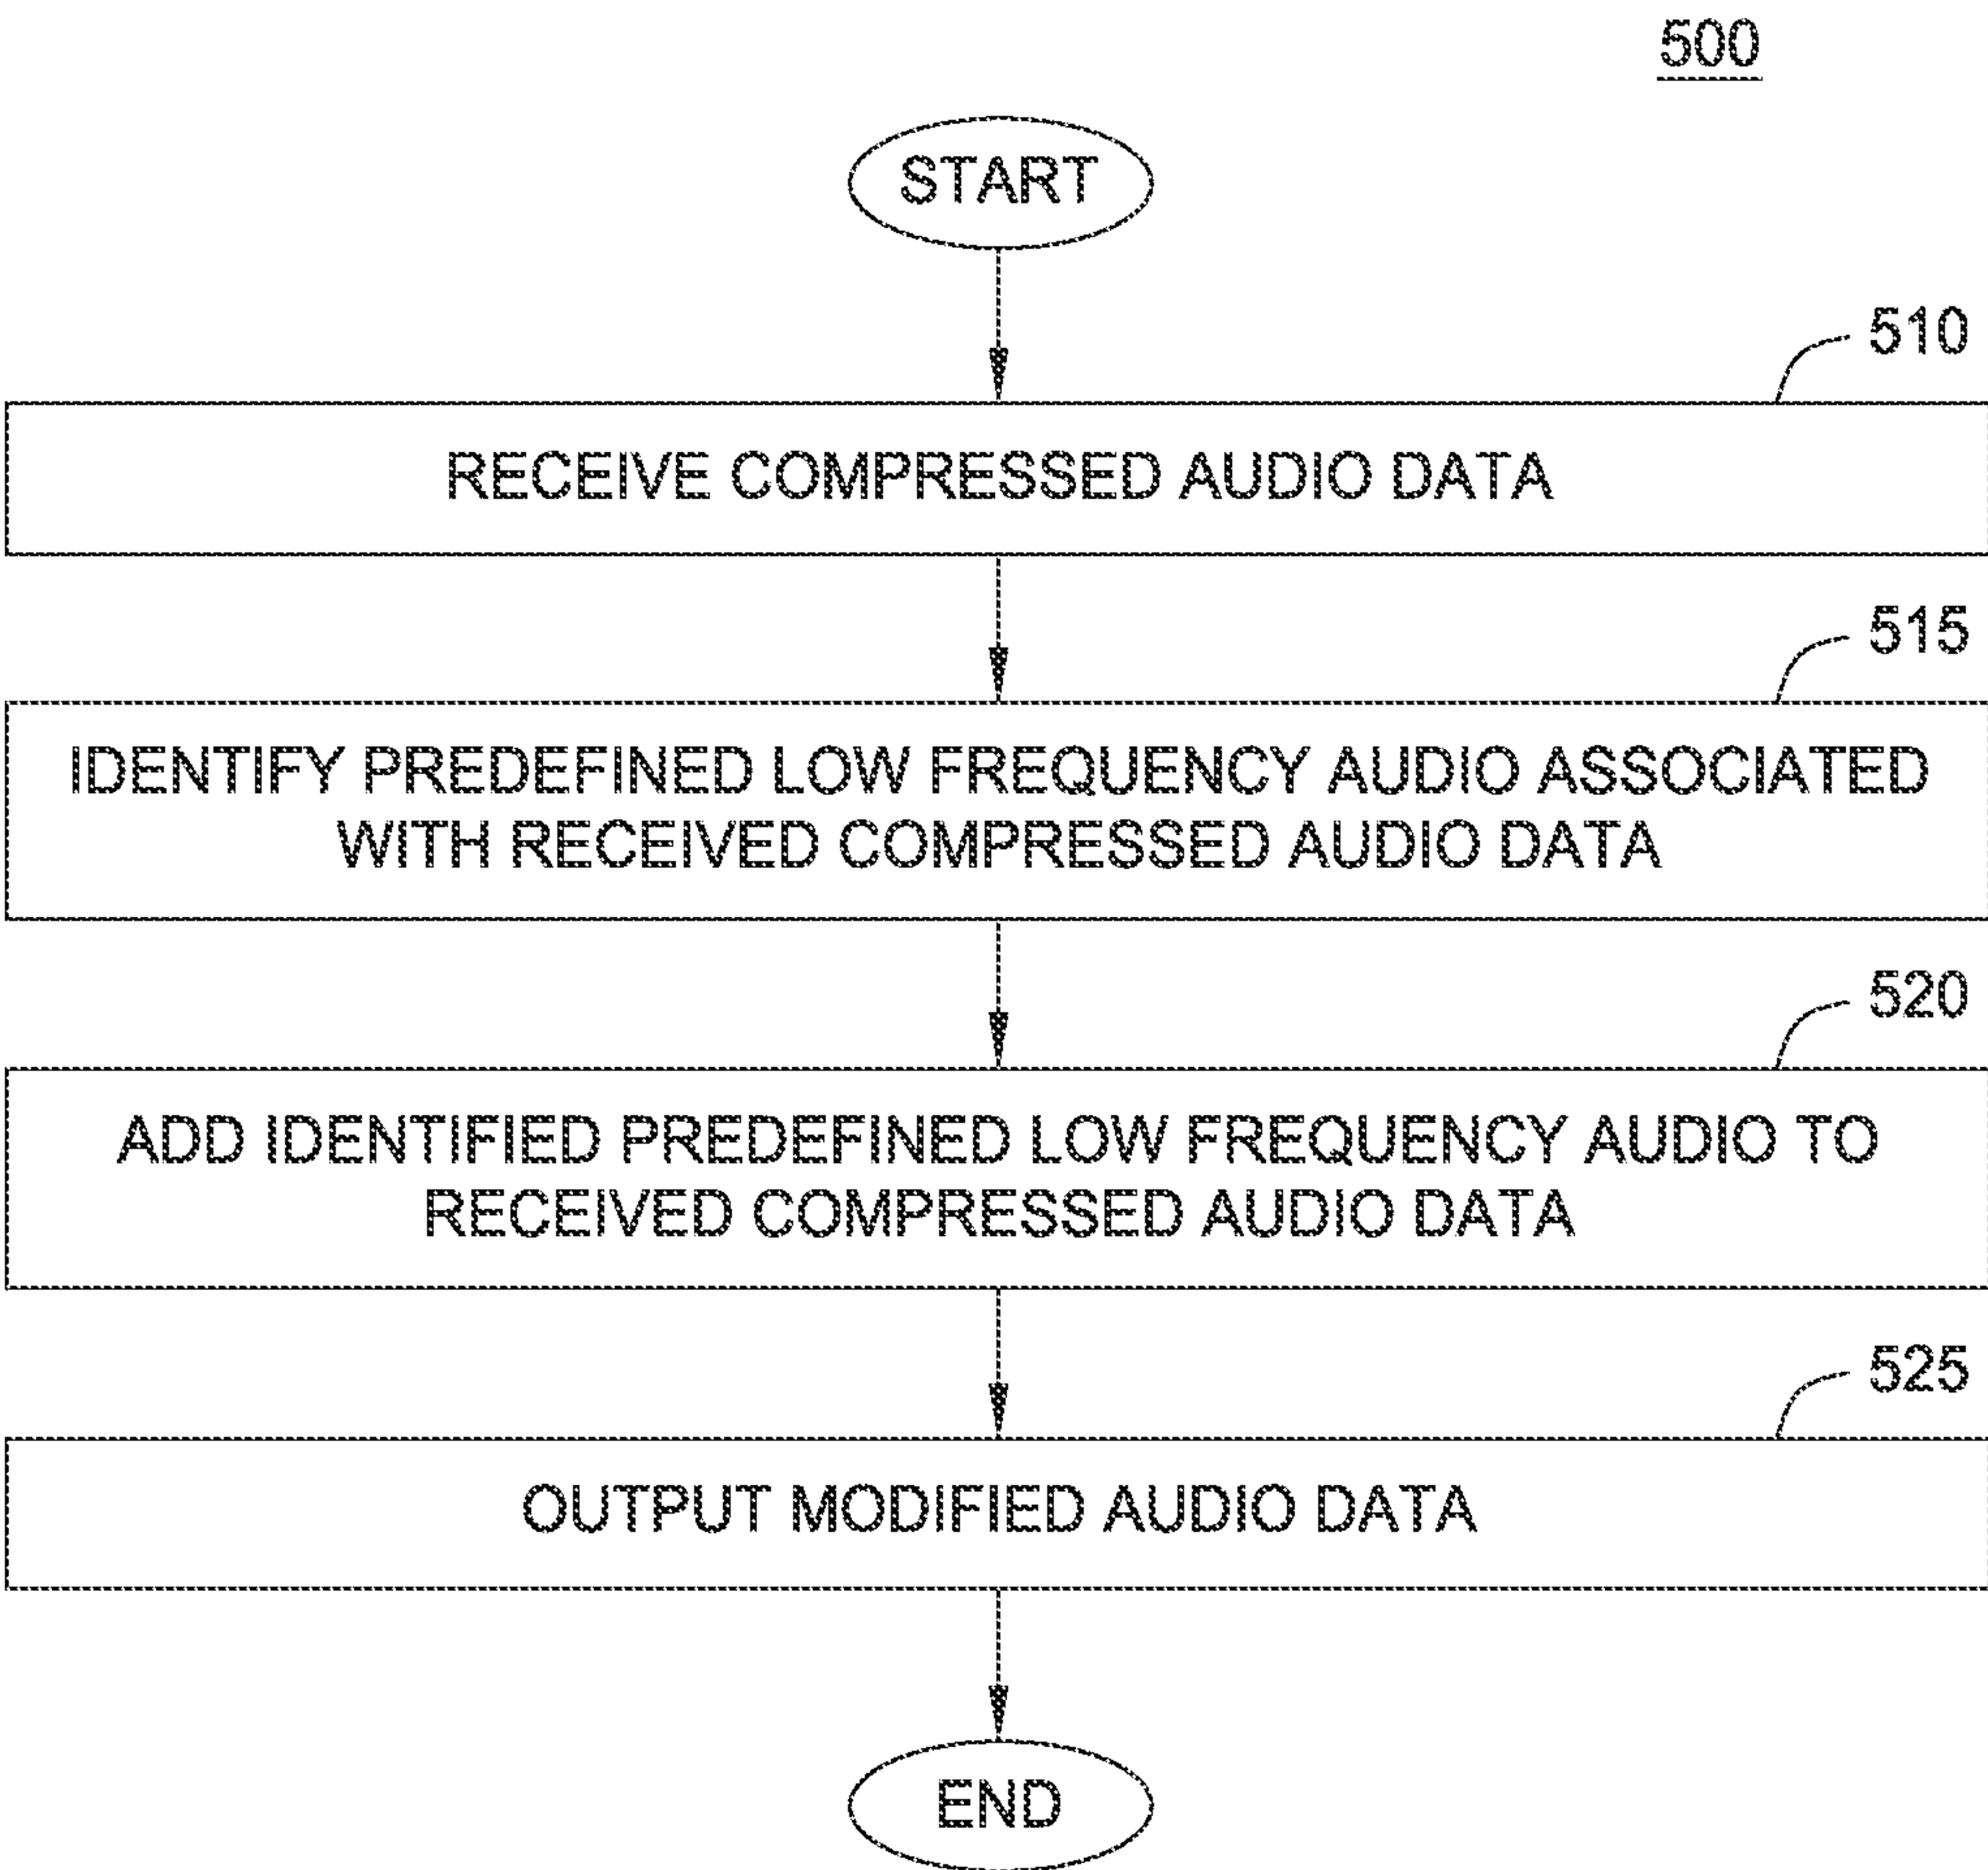 500
START
510
RECEIVE COMPRESSED AUDIO DATA
515
IDENTIFY PREDEFINED LOW FREQUENCY AUDIO ASSOCIATED
WITH RECEIVED COMPRESSED AUDIO DATA
520
ADD IDENTIFIED PREDEFINED LOW FREQUENCY AUDIO TO
RECEIVED COMPRESSED AUDIO DATA
525
OUTPUT MODIFIED AUDIO DATA
END